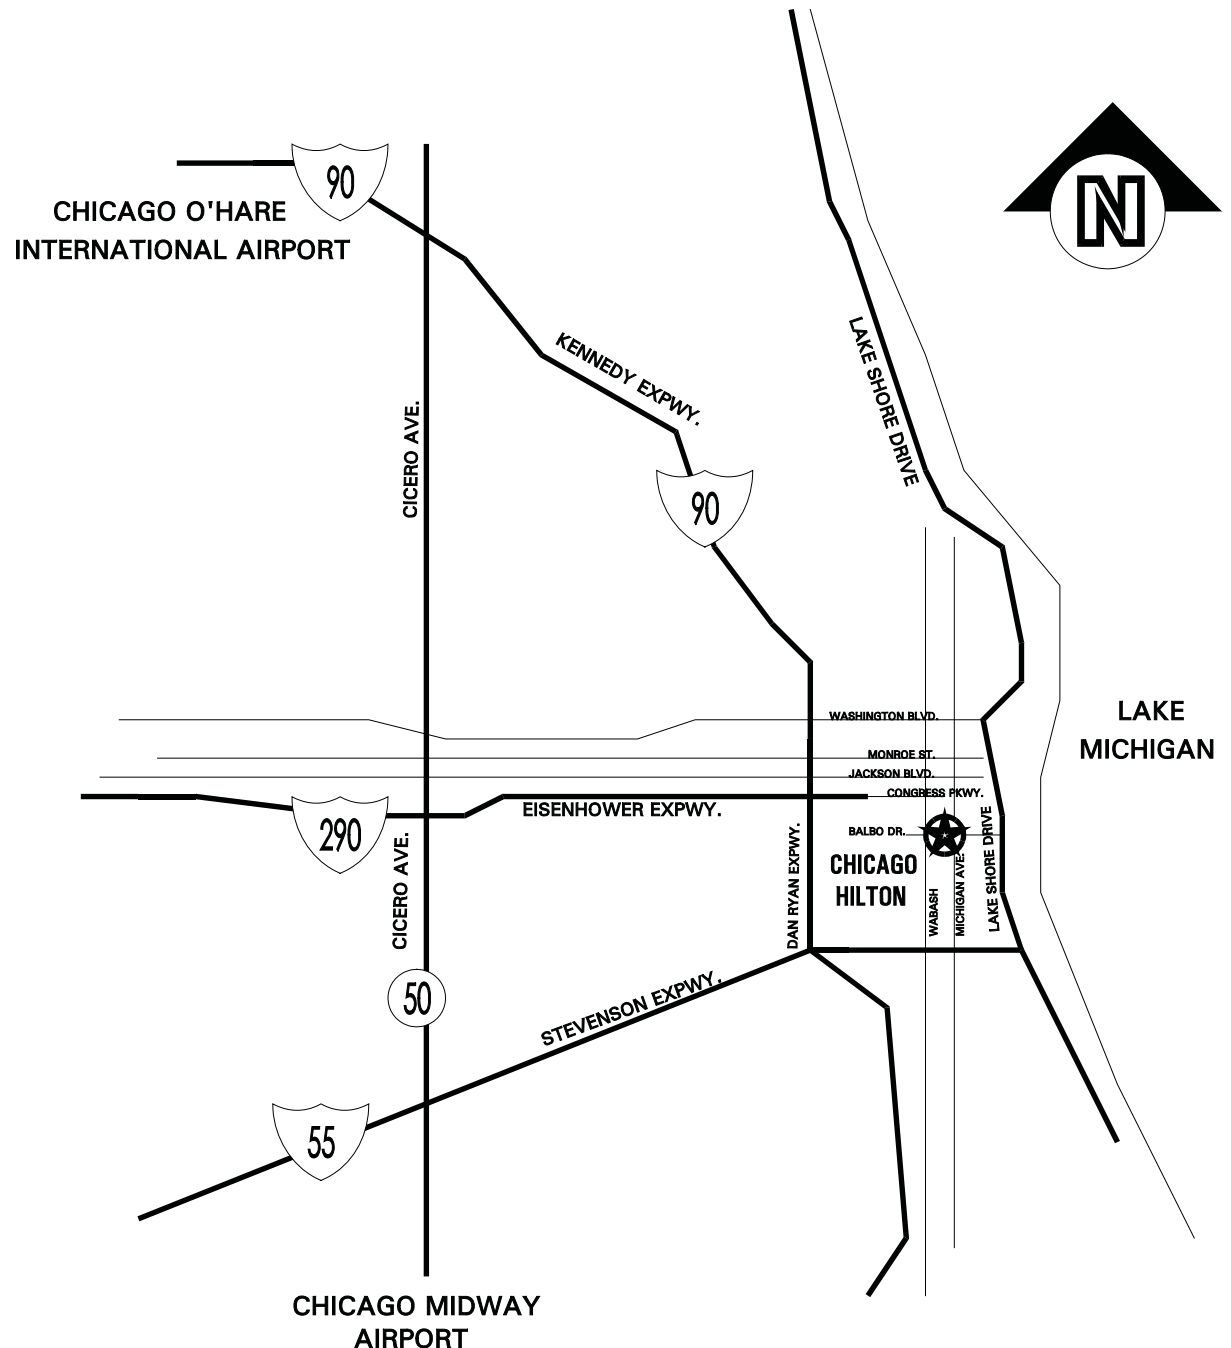 90
N
CHICAGO O'HARE
INTERNATIONAL AIRPORT
KENNEDY EXPWY.
LAKE SHORE DRIVE
CICERO AVE.
90
LAKE
MICHIGAN
WASHINGTON BLVD.
MONROE ST.
JACKSON BLVD.
CONGRESS PKWY.
EISENHOWER EXPWY.
290
BALBO DR.
CHICAGO
HILTON
CICERO AVE.
DAN RYAN EXPWY.
WABASH
MICHIGAN AVE.
LAKE SHORE DRIVE
50
STEVENSON EXPWY.
55
CHICAGO MIDWAY
AIRPORT